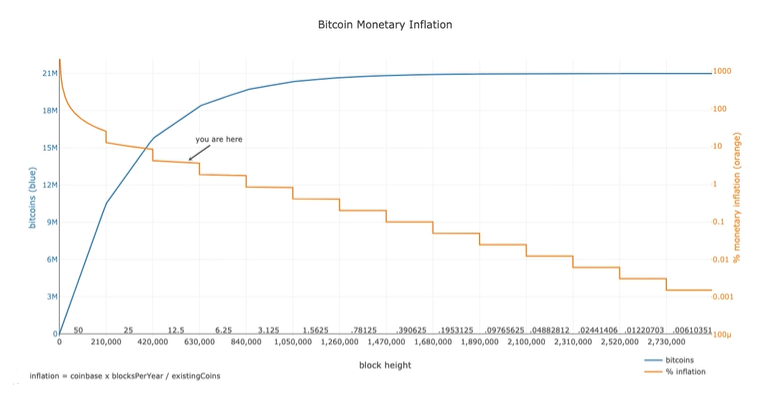 Bitcoin Monetary Inflation
21M
18M
15M
12M
9M
6M
3M
0
bitcoins (blue)
you are here
1000
100
10
1
0.1
0.01
0.001
100μ
% monetary inflation (orange)
50 25 12.5 6.25 3.125 1.5625 .78125 .390625 .1953125 .09765625 .04882812 .02441406 .01220703 .00610351
0 210,000 420,000 630,000 840,000 1,050,000 1,260,000 1,470,000 1,680,000 1,890,000 2,100,000 2,310,000 2,520,000 2,730,000
block height
bitcoins
% inflation
inflation = coinbase x blocksPerYear / existingCoins